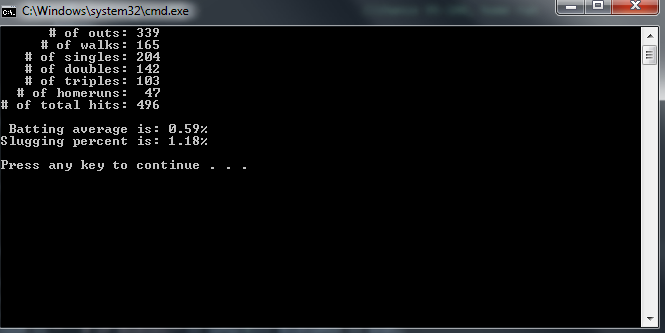 C:\Windows\system32\cmd.exe
# of outs: 339
# of walks: 165
# of singles: 204
# of doubles: 142
# of triples: 103
# of homeruns:  47
# of total hits: 496
Batting average is: 0.59%
Slugging percent is: 1.18%
Press any key to continue . . .